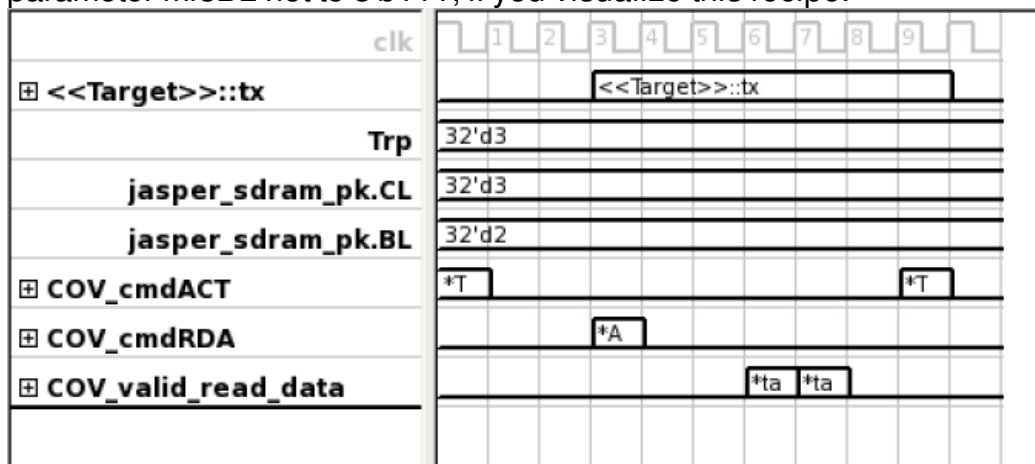 clk 1 2 3 4 5 6 7 8 9
<<Target>>::tx <<Target>>::tx
Trp 32'd3
jasper_sdram_pk.CL 32'd3
jasper_sdram_pk.BL 32'd2
COV_cmdACT *T *T
COV_cmdRDA *A
COV_valid_read_data *ta *ta